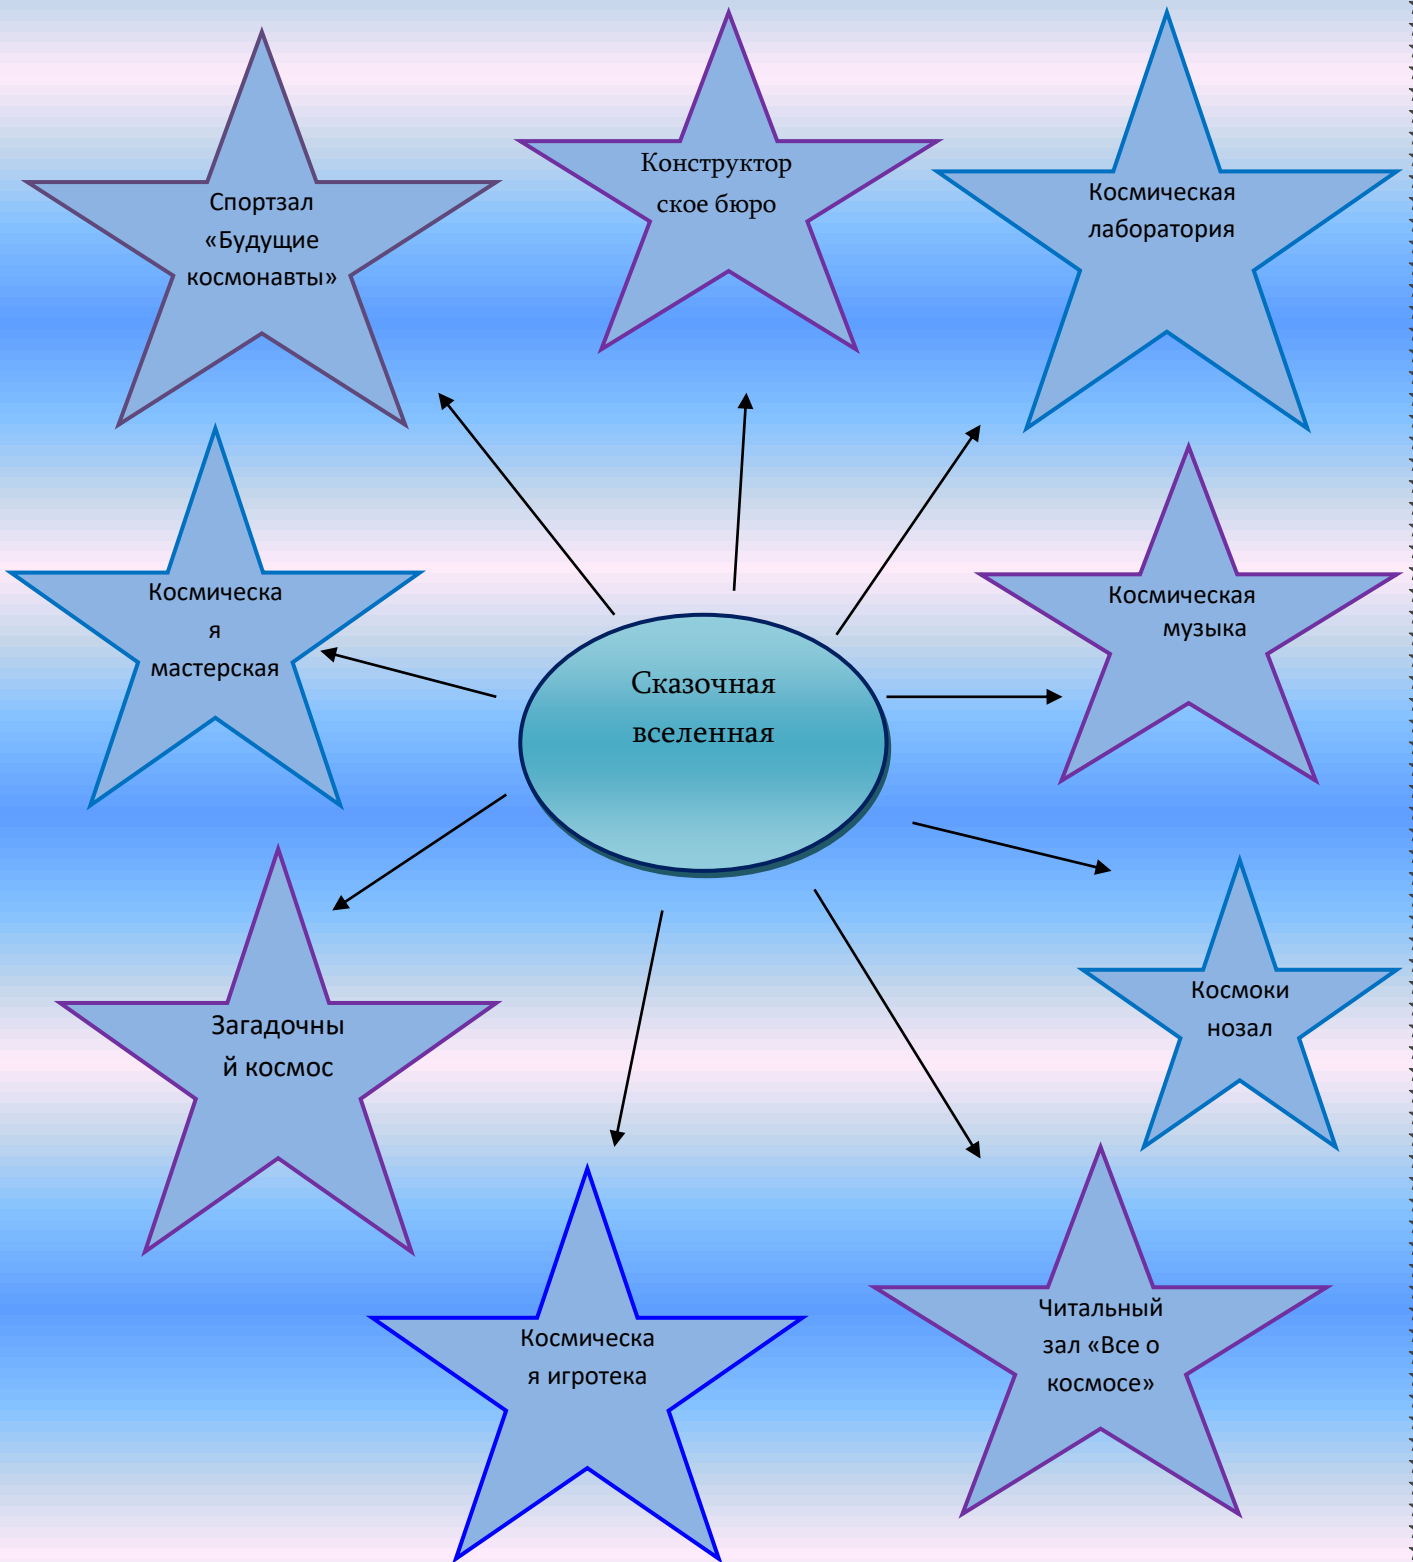 Спортзал
«Будущие
космонавты»
Конструктор
ское бюро
Космическая
лаборатория
Космическа
я
мастерская
Космическая
музыка
Сказочная
вселенная
Загадочны
й космос
Космоки
нозал
Космическа
я игротека
Читальный
зал «Все о
космосе»